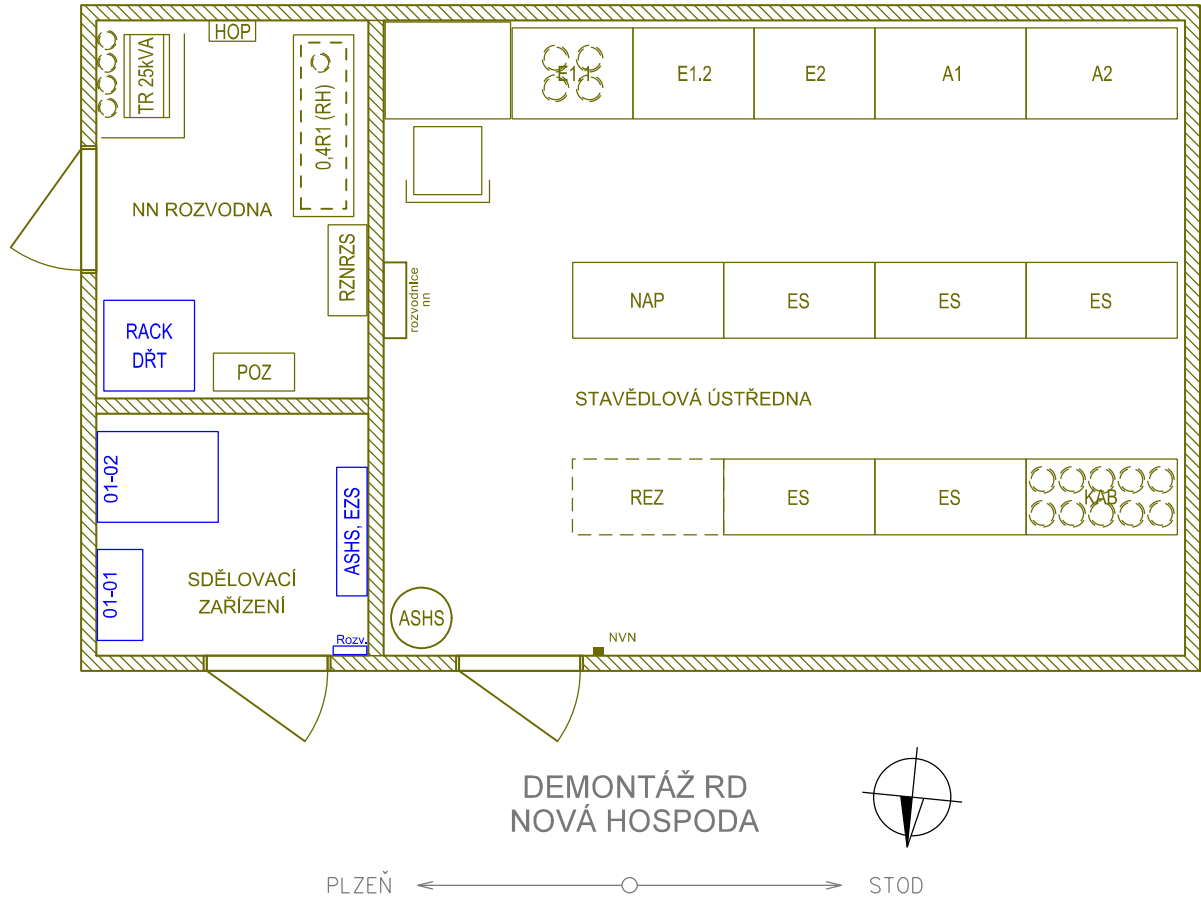 HOP
TR 25kVA
0,4R1 (RH)
E1.1
E1.2
E2
A1
A2
NN ROZVODNA
RZNRZS
rozvodnice
nn
NAP
ES
ES
ES
RACK
DŘT
POZ
STAVĚDLOVÁ ÚSTŘEDNA
01-02
ASHS, EZS
REZ
ES
ES
KAB
01-01
SDĚLOVACÍ
ZAŘÍZENÍ
ASHS
Rozv.
NVN
DEMONTÁŽ RD
NOVÁ HOSPODA
PLZEŇ
STOD